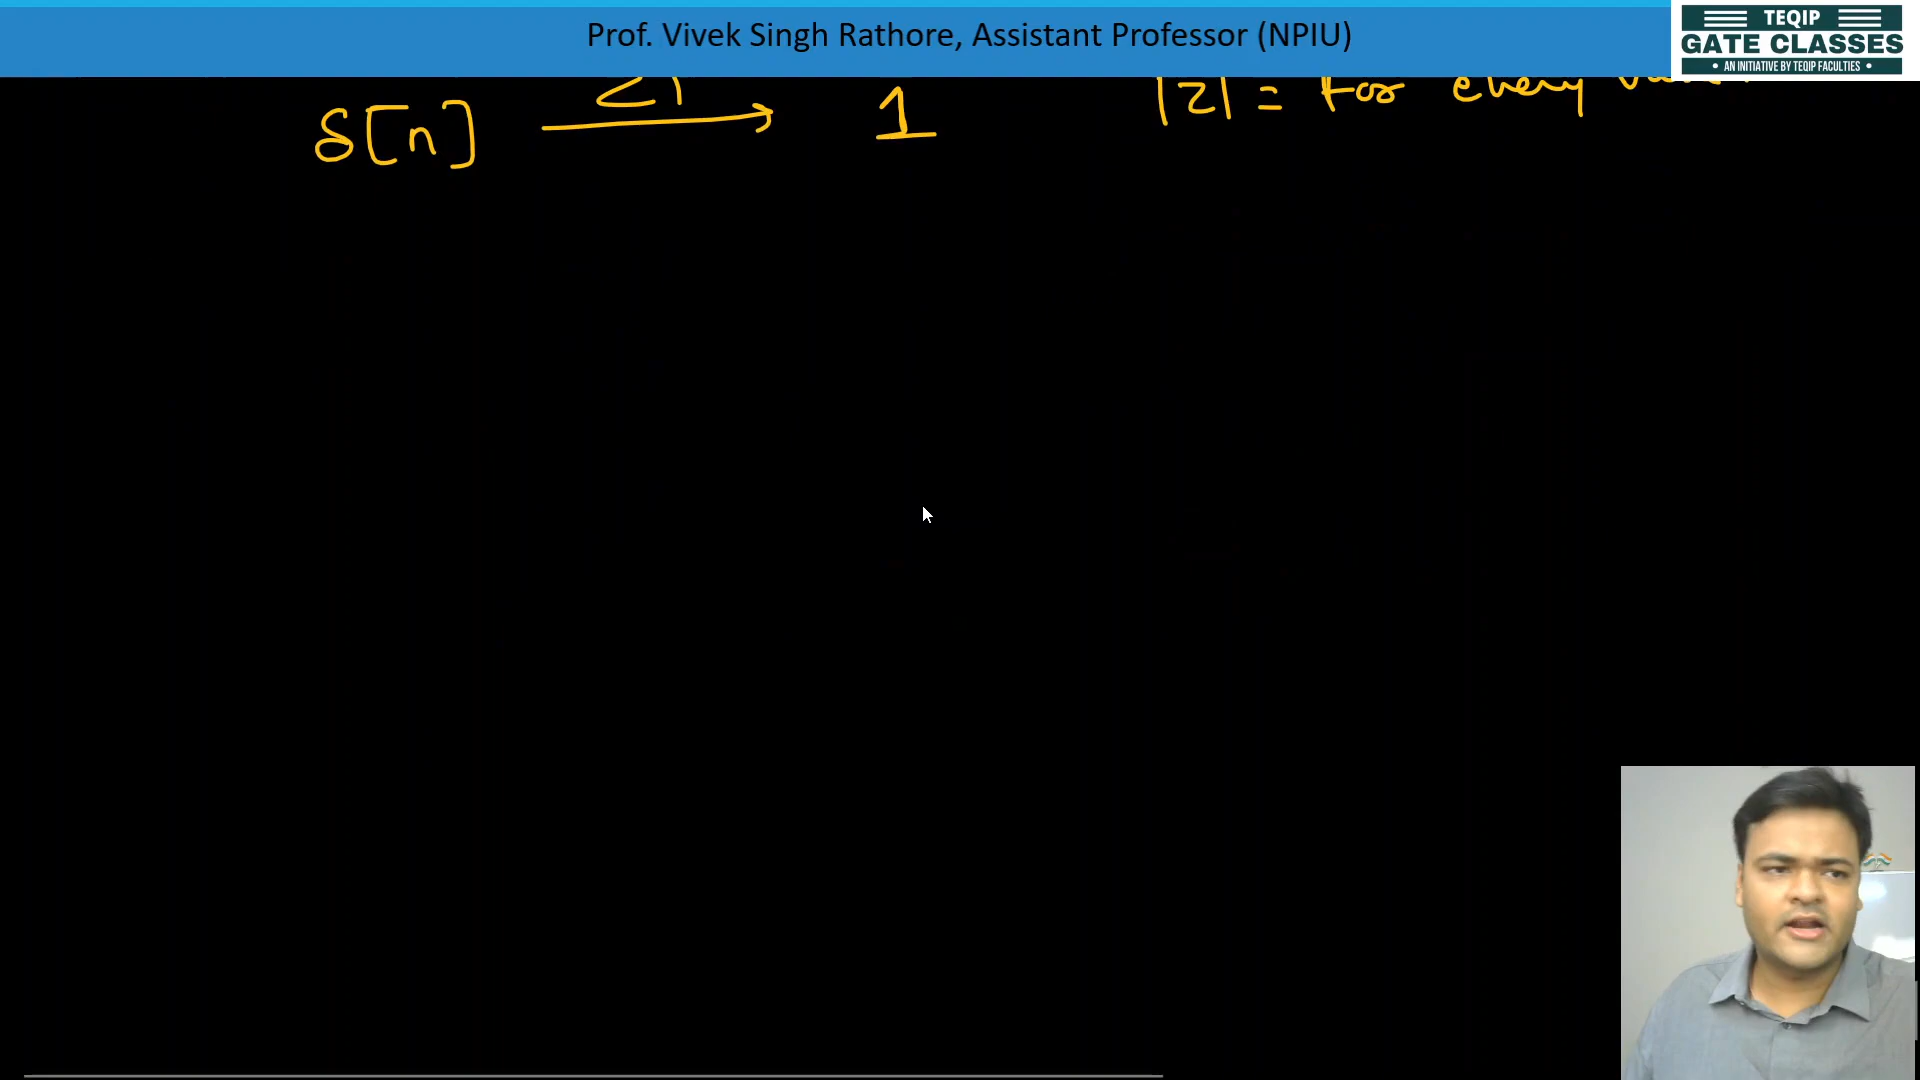 Prof. Vivek Singh Rathore, Assistant Professor (NPIU)
TEQIP
GATE CLASSES
• AN INITIATIVE BY TEQIP FACULTIES •
δ[n] → 1 |z| = for every